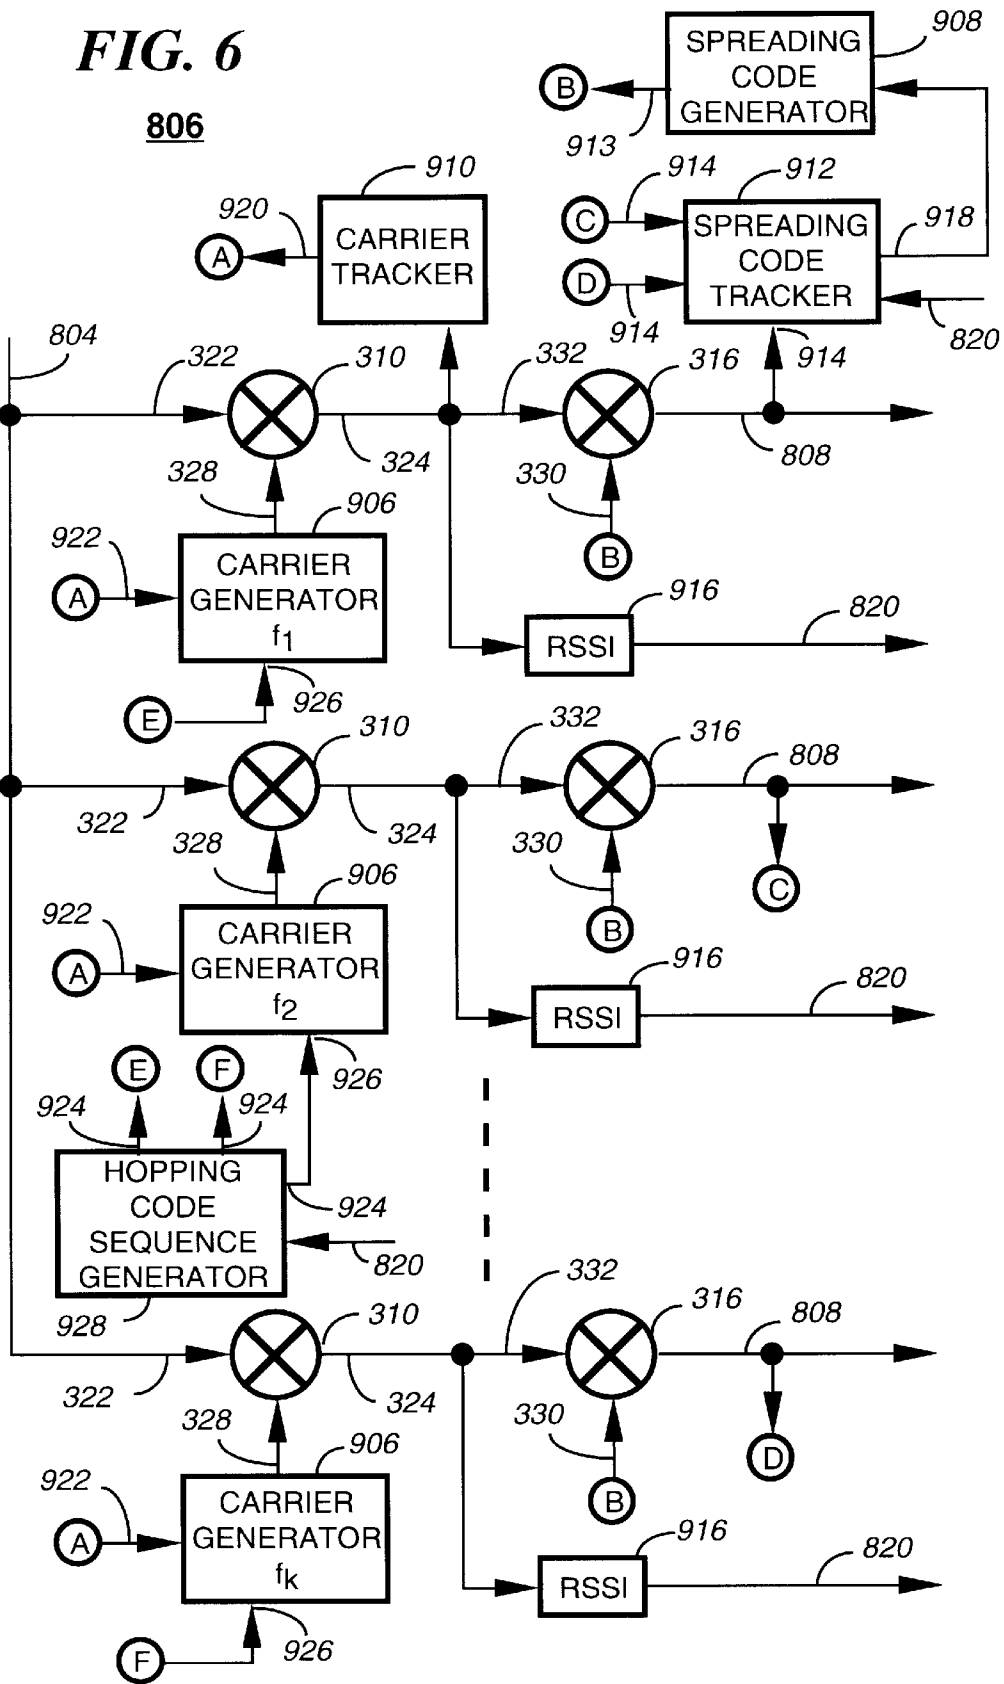 FIG. 6
806
SPREADING
CODE
GENERATOR
908
B
913
910
920
A
CARRIER
TRACKER
914
C
D
914
912
SPREADING
CODE
TRACKER
918
820
914
804
322
310
324
332
316
808
328
906
330
B
922
A
CARRIER
GENERATOR
f1
926
E
916
RSSI
820
322
310
324
332
316
808
C
328
906
330
B
922
A
CARRIER
GENERATOR
f2
926
916
RSSI
820
E
F
924
924
HOPPING
CODE
SEQUENCE
GENERATOR
924
820
928
322
310
324
332
316
808
D
328
906
330
B
922
A
CARRIER
GENERATOR
fk
926
F
916
RSSI
820